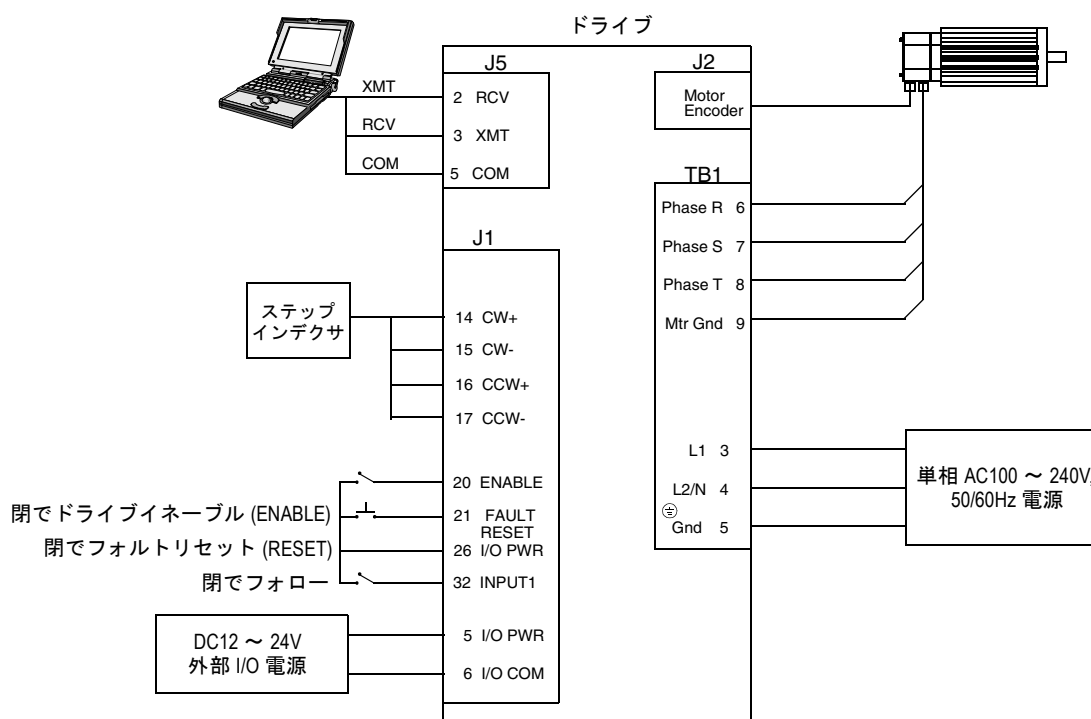 ドライブ
J5
XMT
2 RCV
RCV
3 XMT
COM
5 COM
J2
Motor
Encoder
TB1
Phase R 6
Phase S 7
Phase T 8
Mtr Gnd 9
J1
ステップ
インデクサ
14 CW+
15 CW-
16 CCW+
17 CCW-
L1 3
L2/N 4
Gnd 5
単相 AC100 ～ 240V,
50/60Hz 電源
20 ENABLE
閉でドライブイネーブル (ENABLE)
21 FAULT
RESET
閉でフォルトリセット (RESET)
26 I/O PWR
閉でフォロー
32 INPUT1
DC12 ～ 24V
外部 I/O 電源
5 I/O PWR
6 I/O COM